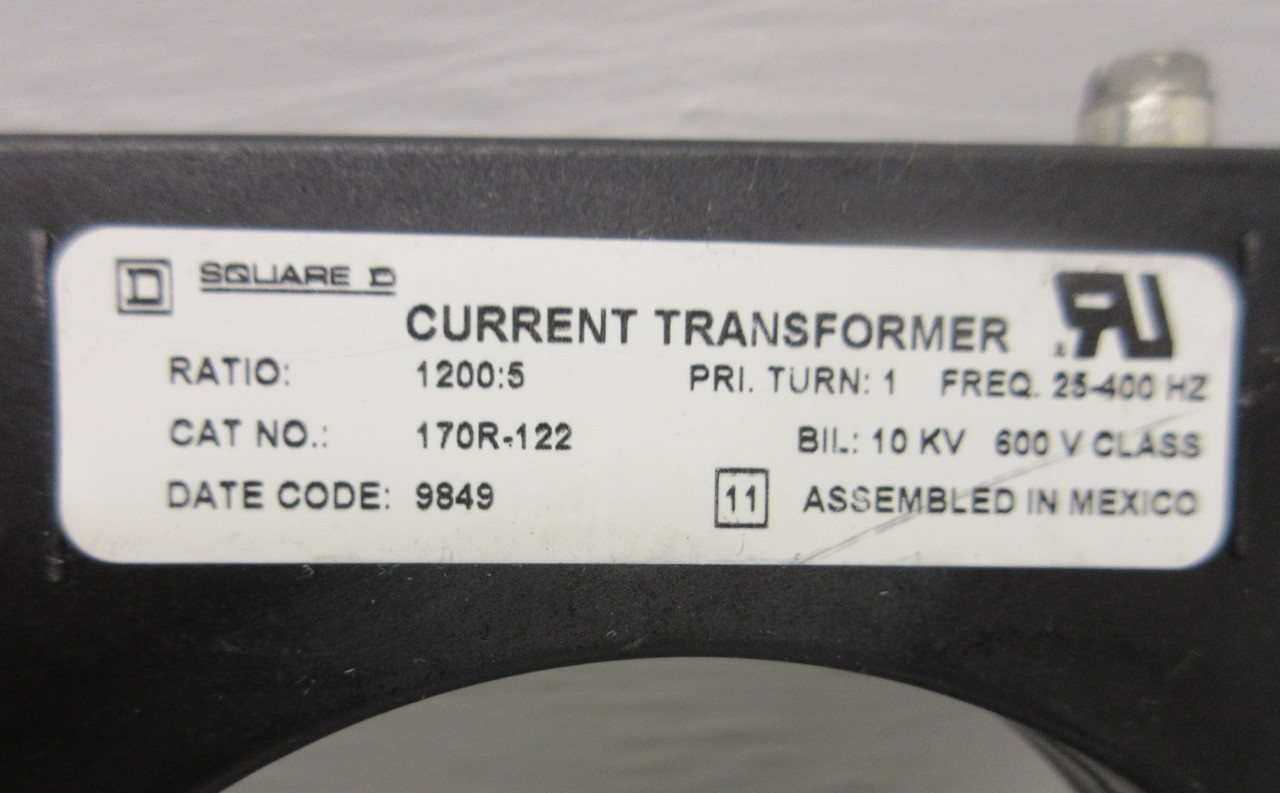 D SQUARE D
CURRENT TRANSFORMER
RATIO: 1200:5 PRI. TURN: 1 FREQ. 25-400 HZ
CAT NO.: 170R-122 BIL: 10 KV 600 V CLASS
DATE CODE: 9849 11 ASSEMBLED IN MEXICO